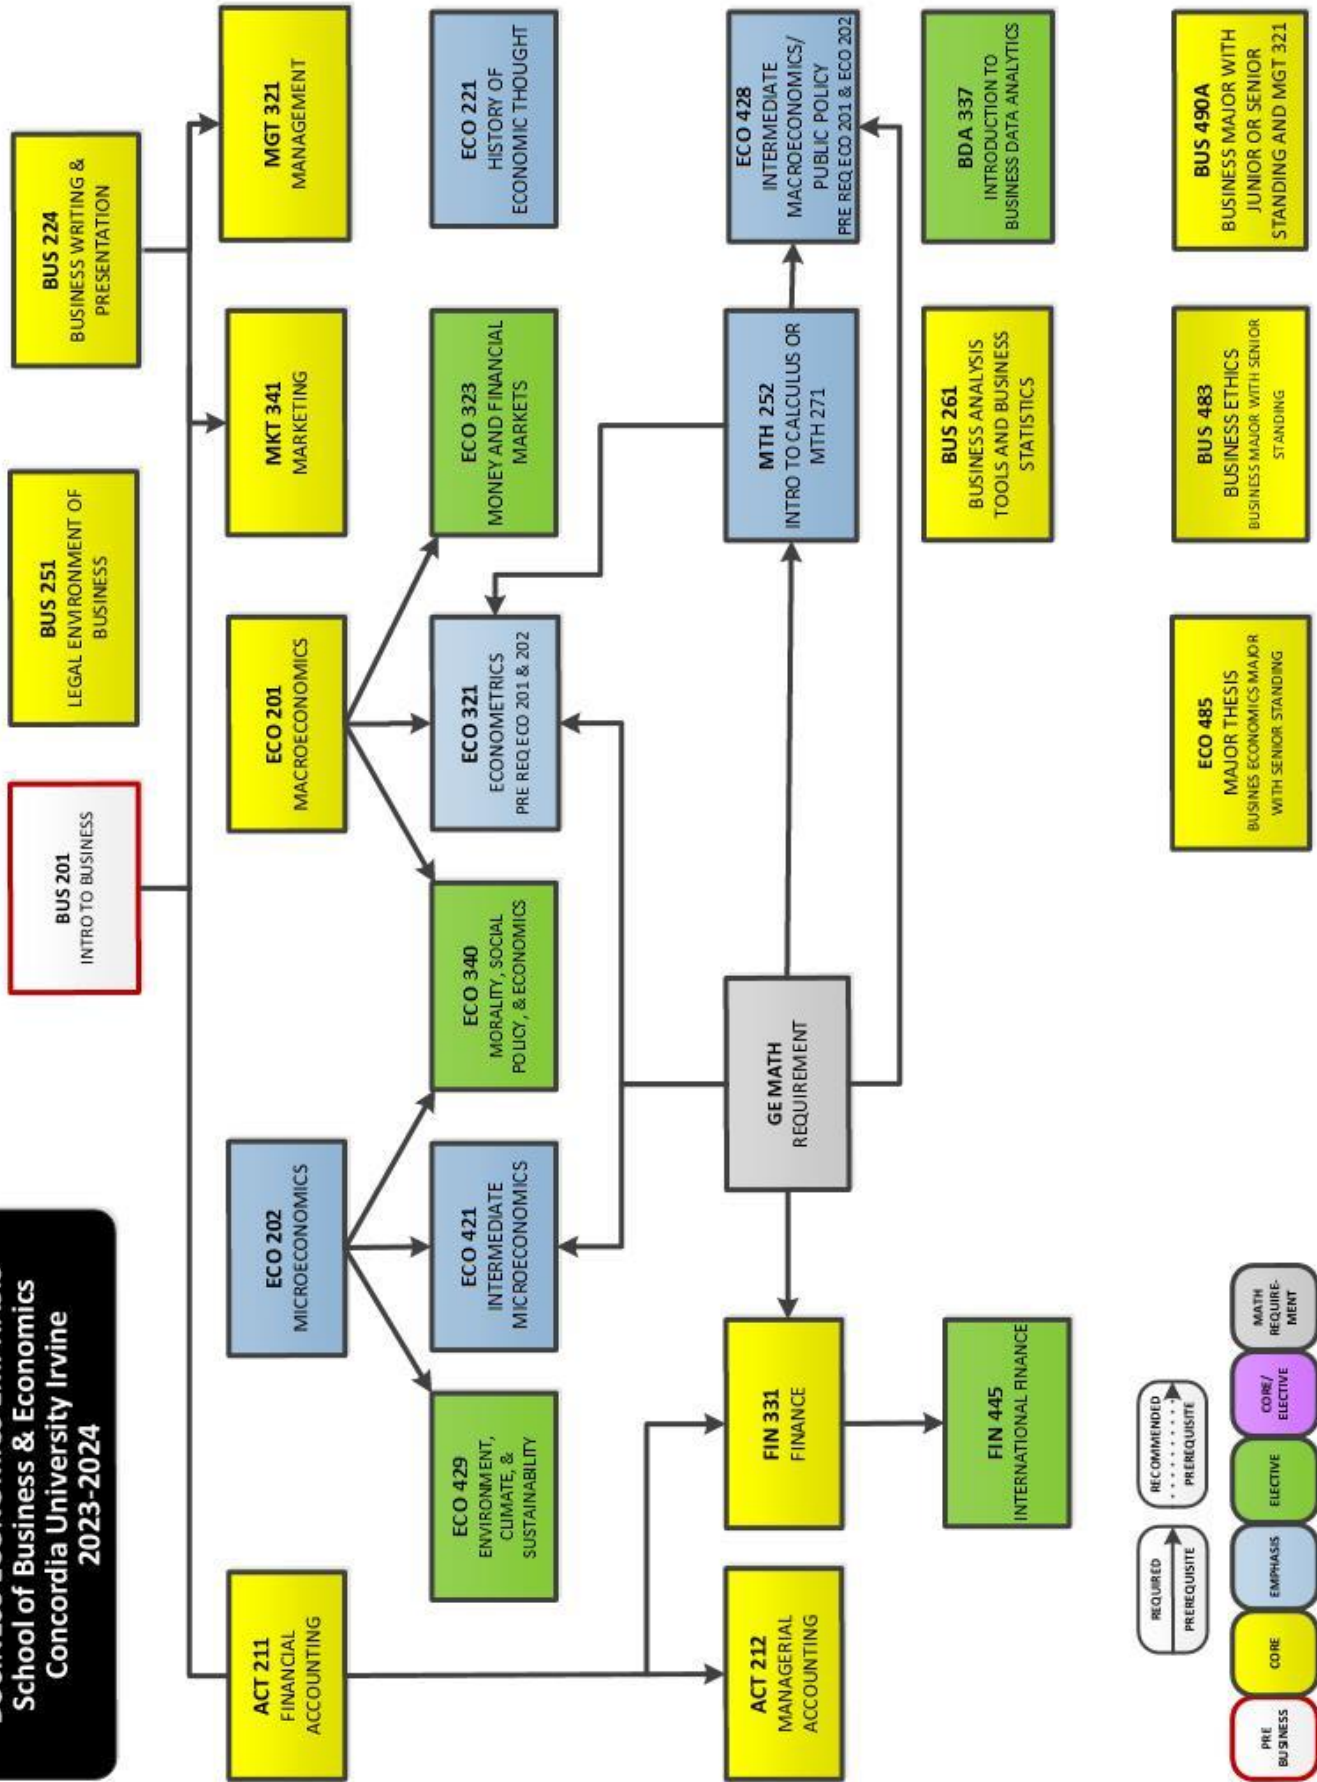 School of Business & Economics
Concordia University Irvine
2023-2024
BUS 201
INTRO TO BUSINESS
BUS 251
LEGAL ENVIRONMENT OF
BUSINESS
BUS 224
BUSINESS WRITING &
PRESENTATION
ACT 211
FINANCIAL
ACCOUNTING
ECO 202
MICROECONOMICS
ECO 201
MACROECONOMICS
MKT 341
MARKETING
MGT 321
MANAGEMENT
ECO 429
ENVIRONMENT,
CLIMATE, &
SUSTAINABILITY
ECO 421
INTERMEDIATE
MICROECONOMICS
ECO 340
MORALITY, SOCIAL
POLICY, & ECONOMICS
ECO 321
ECONOMETRICS
PRE REQ ECO 201 & 202
ECO 323
MONEY AND FINANCIAL
MARKETS
ECO 221
HISTORY OF
ECONOMIC THOUGHT
ACT 212
MANAGERIAL
ACCOUNTING
FIN 331
FINANCE
GE MATH
REQUIREMENT
MTH 252
INTRO TO CALCULUS OR
MTH 271
ECO 428
INTERMEDIATE
MACROECONOMICS/
PUBLIC POLICY
PRE REQ ECO 201 & ECO 202
FIN 445
INTERNATIONAL FINANCE
BUS 261
BUSINESS ANALYSIS
TOOLS AND BUSINESS
STATISTICS
BDA 337
INTRODUCTION TO
BUSINESS DATA ANALYTICS
REQUIRED
PREREQUISITE
RECOMMENDED
PREREQUISITE
PRE
BUSINESS
CORE
EMPHASIS
ELECTIVE
CORE/
ELECTIVE
MATH
REQUIRE-
MENT
ECO 485
MAJOR THESIS
BUSINES ECONOMICS MAJOR
WITH SENIOR STANDING
BUS 483
BUSINESS ETHICS
BUSINESS MAJOR WITH SENIOR
STANDING
BUS 490A
BUSINESS MAJOR WITH
JUNIOR OR SENIOR
STANDING AND MGT 321